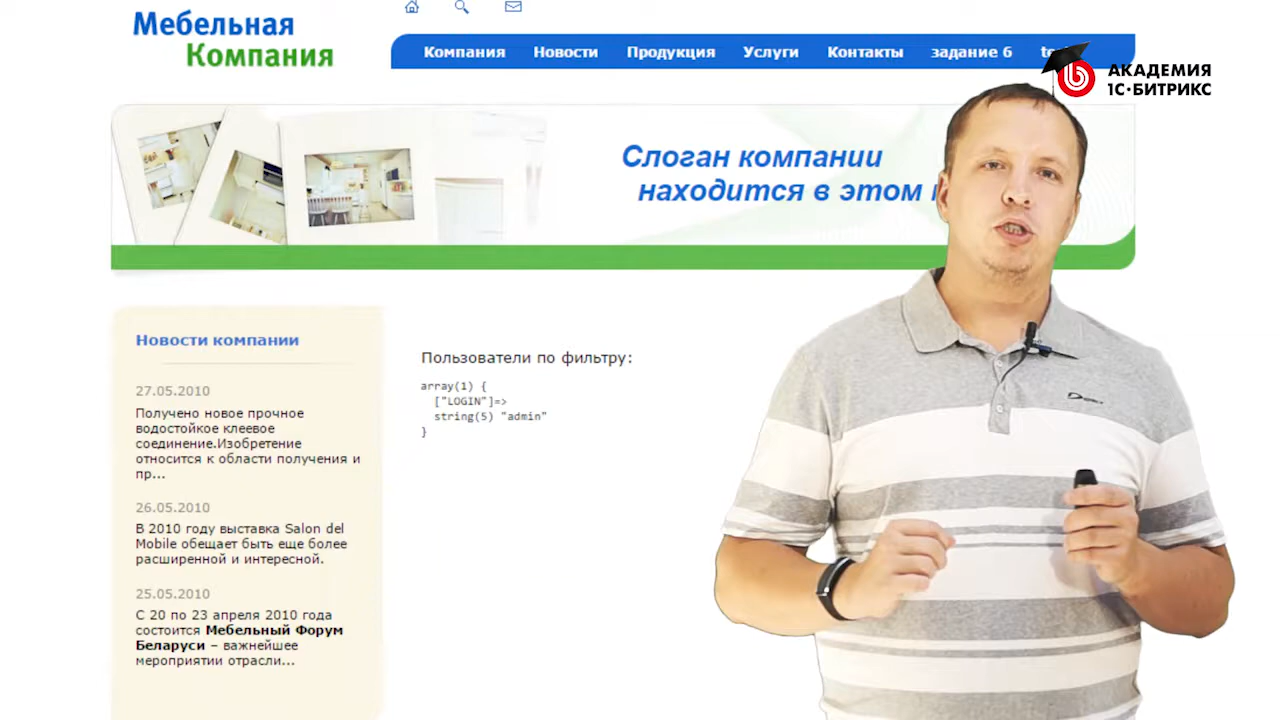 Мебельная
Компания
Компания Новости Продукция Услуги Контакты задание 6
АКАДЕМИЯ
1С·БИТРИКС
Слоган компании
находится в этом
Новости компании
27.05.2010
Получено новое прочное
водостойкое клеевое
соединение.Изобретение
относится к области получения и
пр...
26.05.2010
В 2010 году выставка Salon del
Mobile обещает быть еще более
расширенной и интересной.
25.05.2010
С 20 по 23 апреля 2010 года
состоится Мебельный Форум
Беларуси – важнейшее
мероприятии отрасли...
Пользователи по фильтру:
array(1) {
["LOGIN"]=>
string(5) "admin"
}